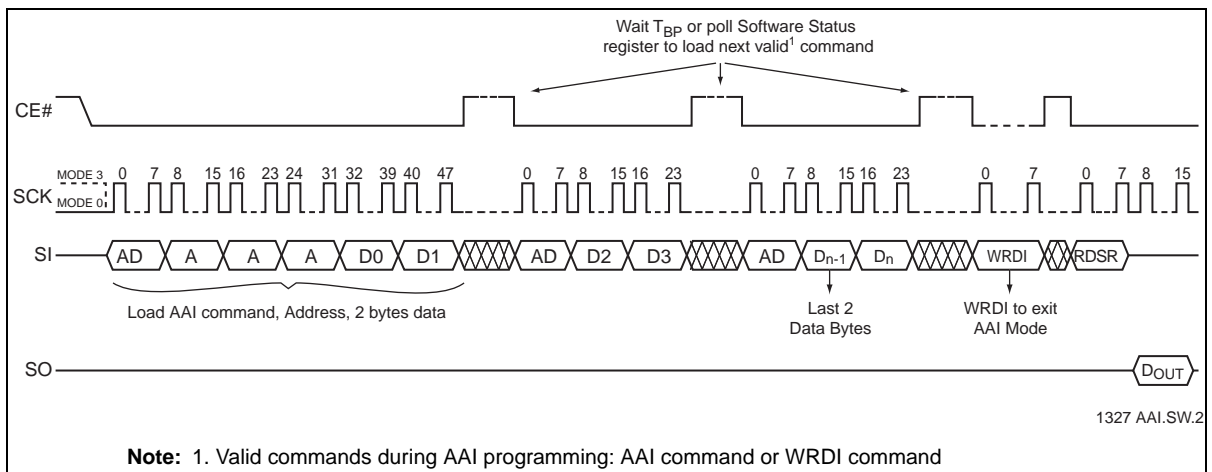 Wait TBP or poll Software Status
register to load next valid1 command
CE#
MODE 3 0 7 8 15 16 23 24 31 32 39 40 47 0 7 8 15 16 23 0 7 8 15 16 23 0 7 0 7 8 15
SCK
MODE 0
SI AD A A A D0 D1 AD D2 D3 AD Dn-1 Dn WRDI RDSR
Load AAI command, Address, 2 bytes data
Last 2
Data Bytes
WRDI to exit
AAI Mode
SO DOUT
1327 AAI.SW.2
Note: 1. Valid commands during AAI programming: AAI command or WRDI command